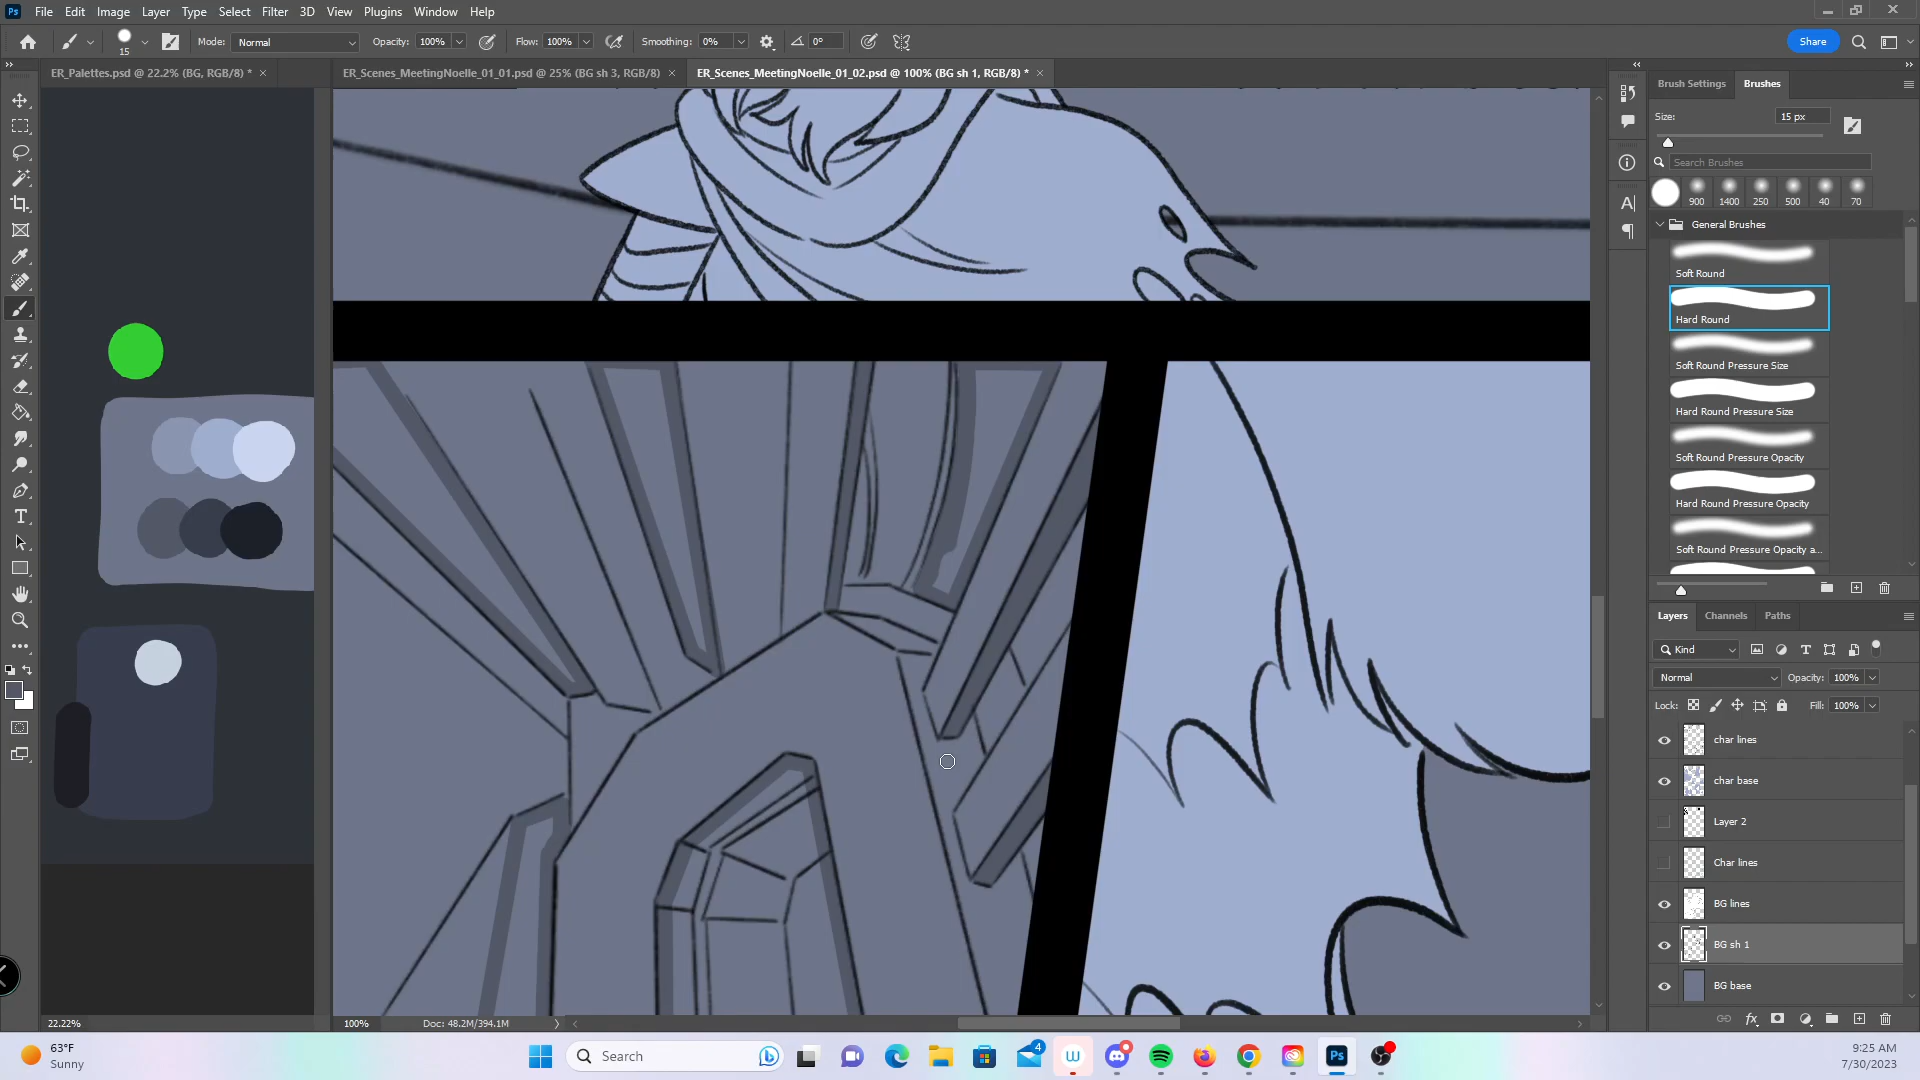 Ps File Edit Image Layer Type Select Filter 3D View Plugins Window Help
15 Mode: Normal Opacity: 100% Flow: 100% Smoothing: 0% 0° Share
ER_Palettes.psd @ 22.2% (BG, RGB/8) *
ER_Scenes_MeetingNoelle_01_01.psd @ 25% (BG sh 3, RGB/8)
ER_Scenes_MeetingNoelle_01_02.psd @ 100% (BG sh 1, RGB/8) *
Brush Settings Brushes
Size: 15 px
Search Brushes
900 1400 250 500 40 70
General Brushes
Soft Round
Hard Round
Soft Round Pressure Size
Hard Round Pressure Size
Soft Round Pressure Opacity
Hard Round Pressure Opacity
Soft Round Pressure Opacity a...
Layers Channels Paths
Kind
Normal Opacity: 100%
Lock: Fill: 100%
char lines
char base
Layer 2
Char lines
BG lines
BG sh 1
BG base
fx
22.22%
100% Doc: 48.2M/394.1M
63°F
Sunny
Search
4
Ps
9:25 AM
7/30/2023